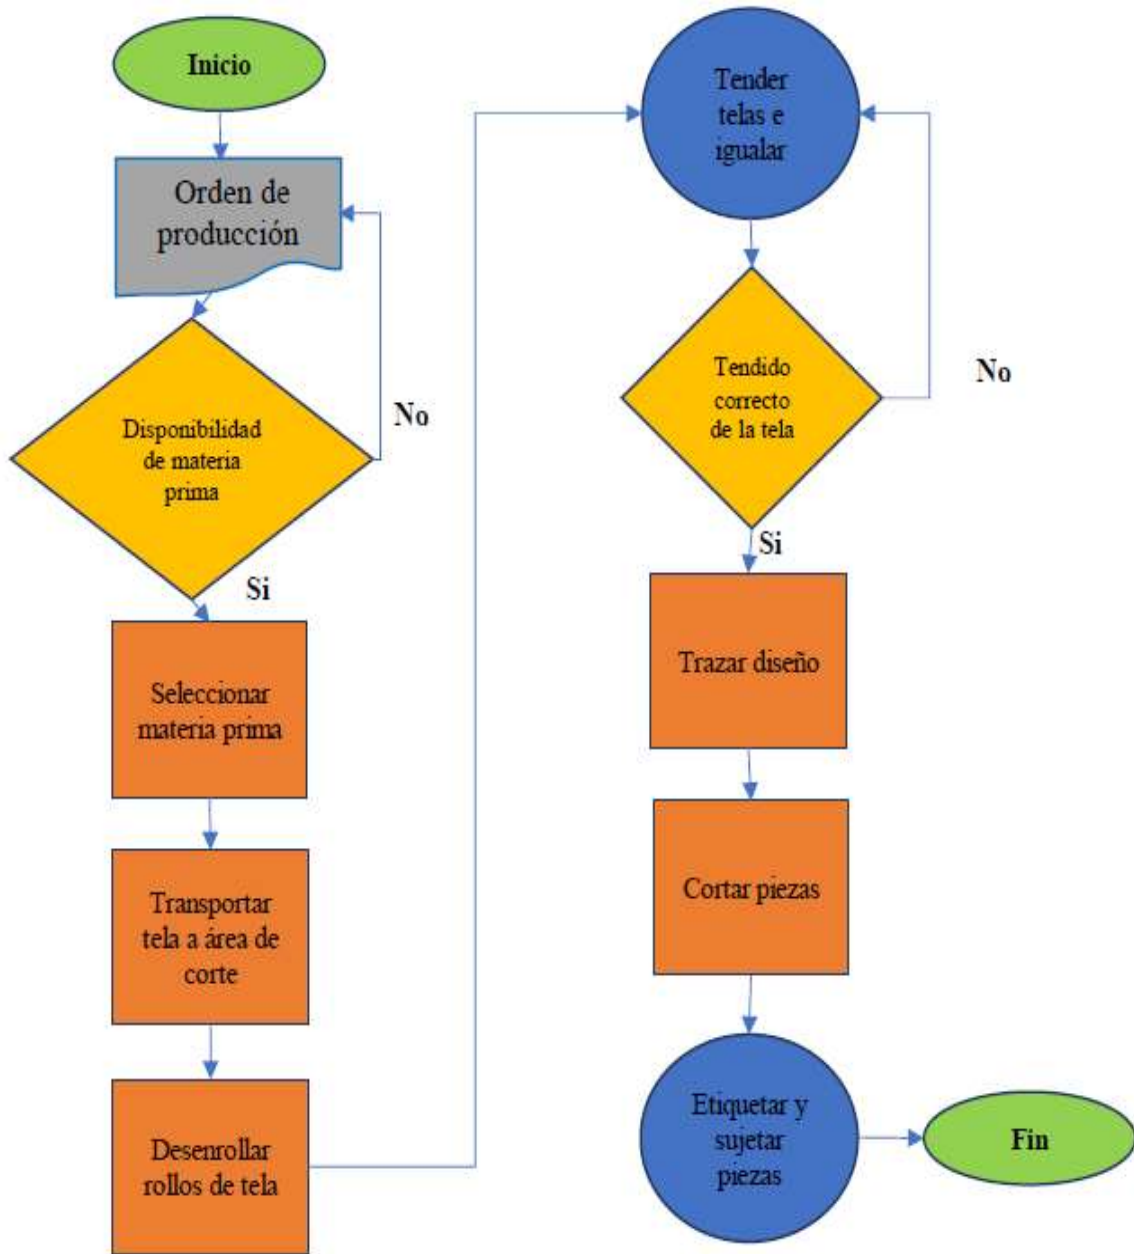 Inicio
Orden de
producción
Disponibilidad
de materia
prima
No
Si
Seleccionar
materia prima
Transportar
tela a área de
corte
Desenrollar
rollos de tela
Tender
telas e
igualar
Tendido
correcto
de la tela
No
Si
Trazar diseño
Cortar piezas
Etiquetar y
sujetar
piezas
Fin